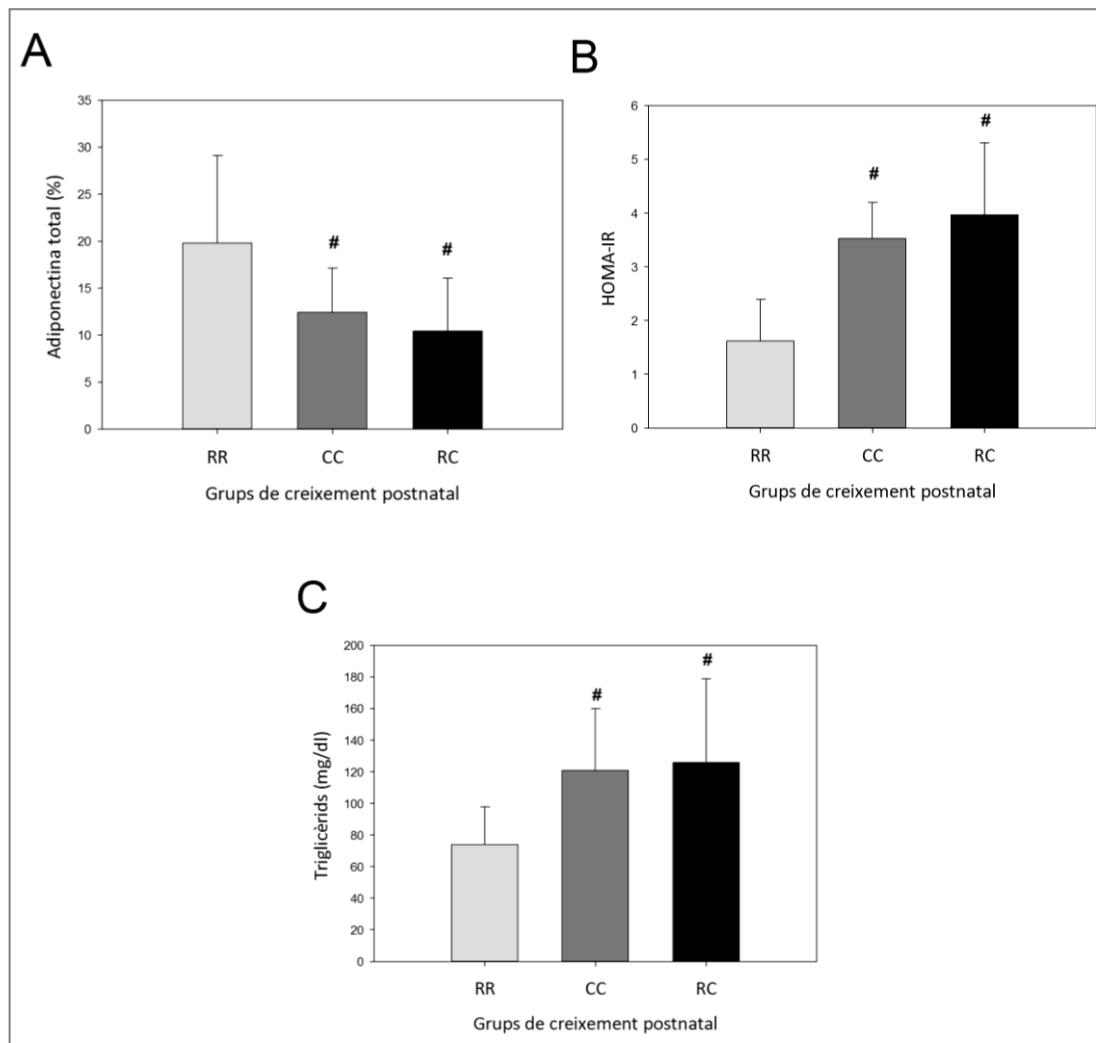 A
Adiponectina total (%)
35
30
25
20
15
10
5
0
#
#
RR CC RC
Grups de creixement postnatal
B
HOMA-IR
6
5
4
3
2
1
0
#
#
RR CC RC
Grups de creixement postnatal
C
Triglicèrids (mg/dl)
200
180
160
140
120
100
80
60
40
20
0
#
#
RR CC RC
Grups de creixement postnatal